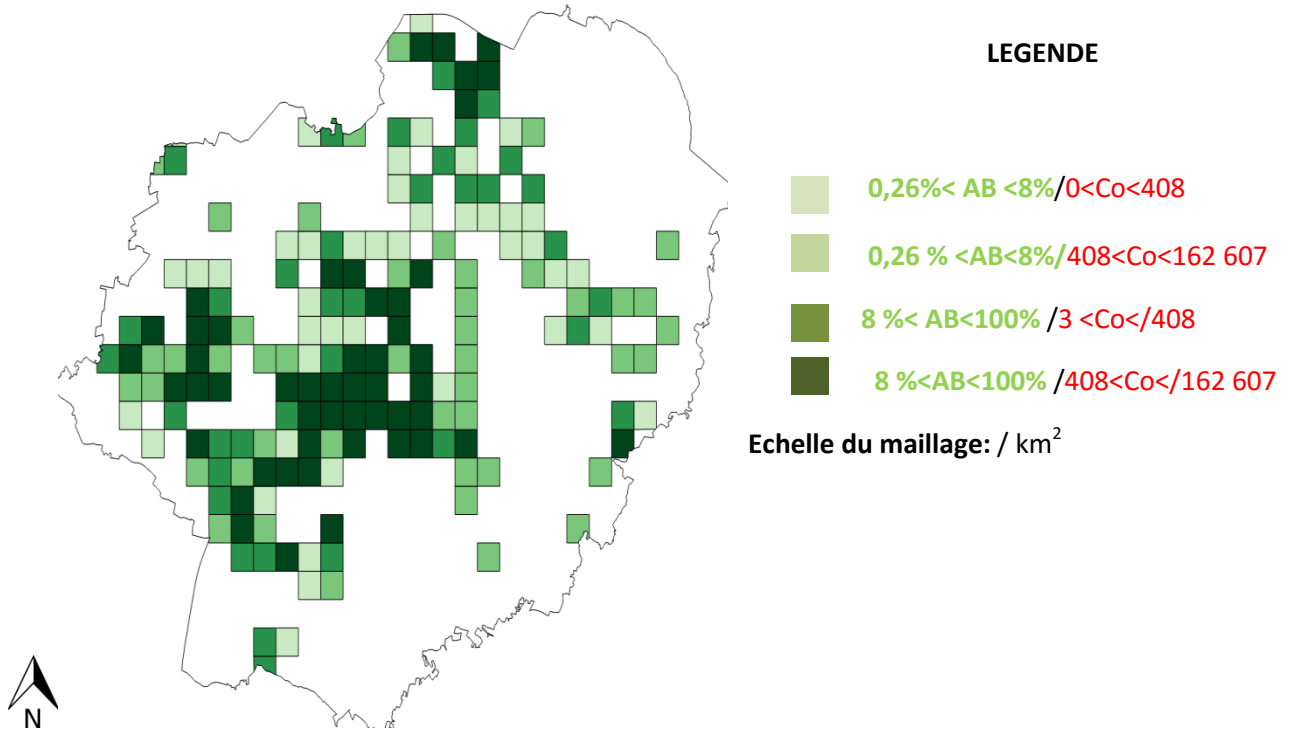 LEGENDE
0,26%< AB <8%/0<Co<408
0,26 % <AB<8%/408<Co<162 607
8 %< AB<100% /3 <Co</408
8 %<AB<100% /408<Co</162 607
Echelle du maillage: / km²
N